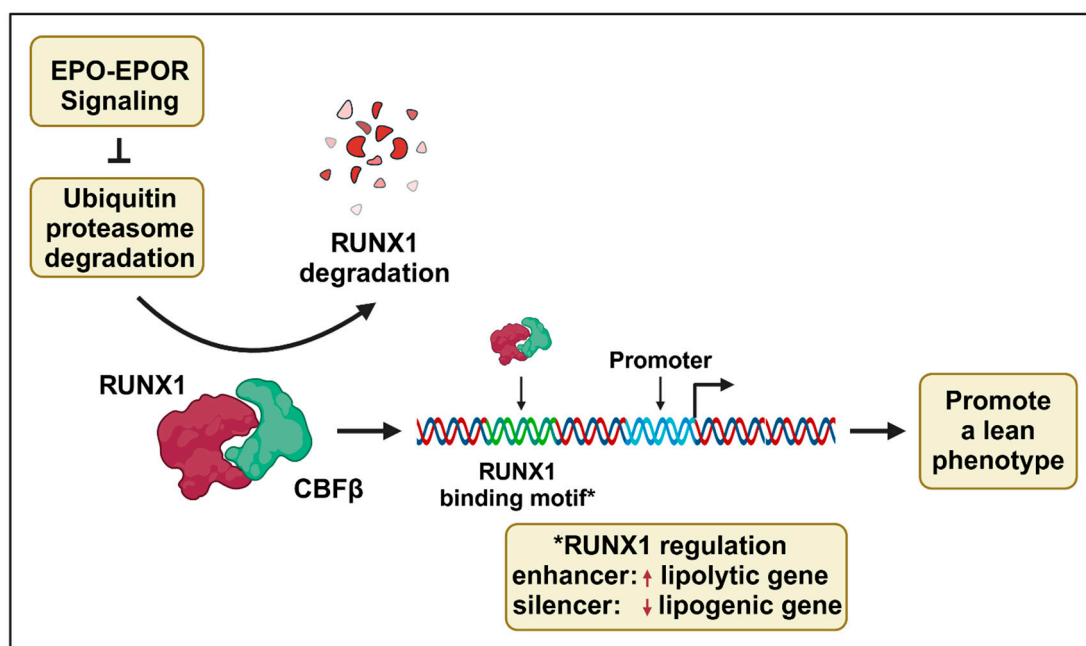 EPO-EPOR
Signaling
Ubiquitin
proteasome
degradation
RUNX1
degradation
RUNX1
CBFβ
Promoter
RUNX1
binding motif*
*RUNX1 regulation
enhancer: lipolytic gene
silencer: lipogenic gene
Promote
a lean
phenotype